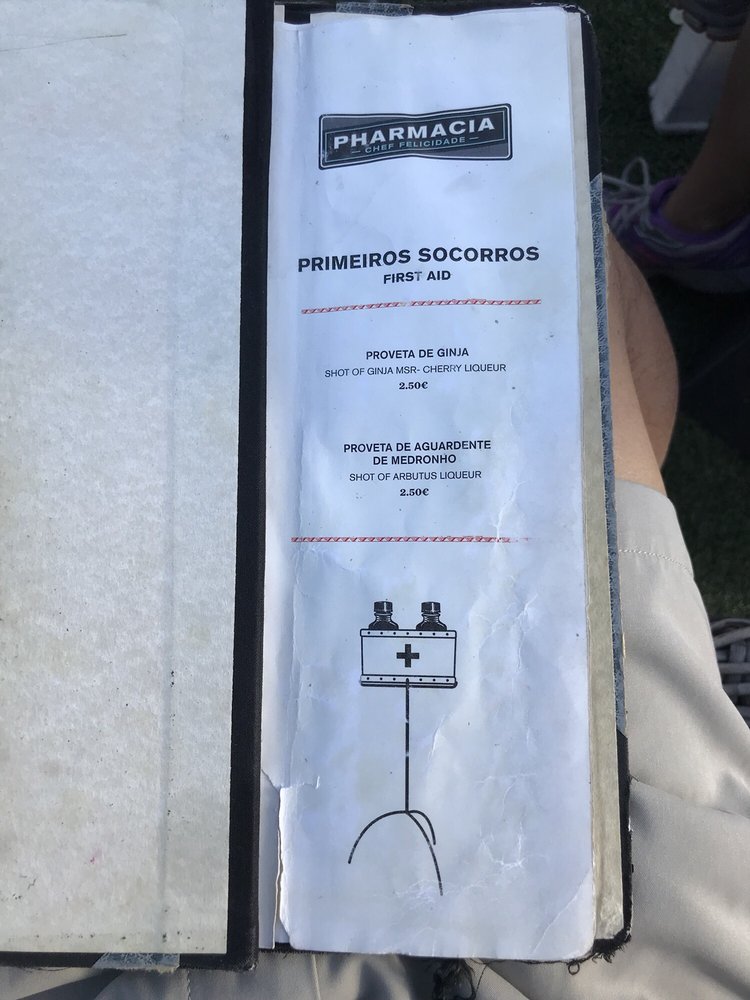 PHARMACIA
CHEF FELICIDADE
PRIMEIROS SOCORROS
FIRST AID
PROVETA DE GINJA
SHOT OF GINJA MSR- CHERRY LIQUEUR
2.50€
PROVETA DE AGUARDENTE
DE MEDRONHO
SHOT OF ARBUTUS LIQUEUR
2.50€